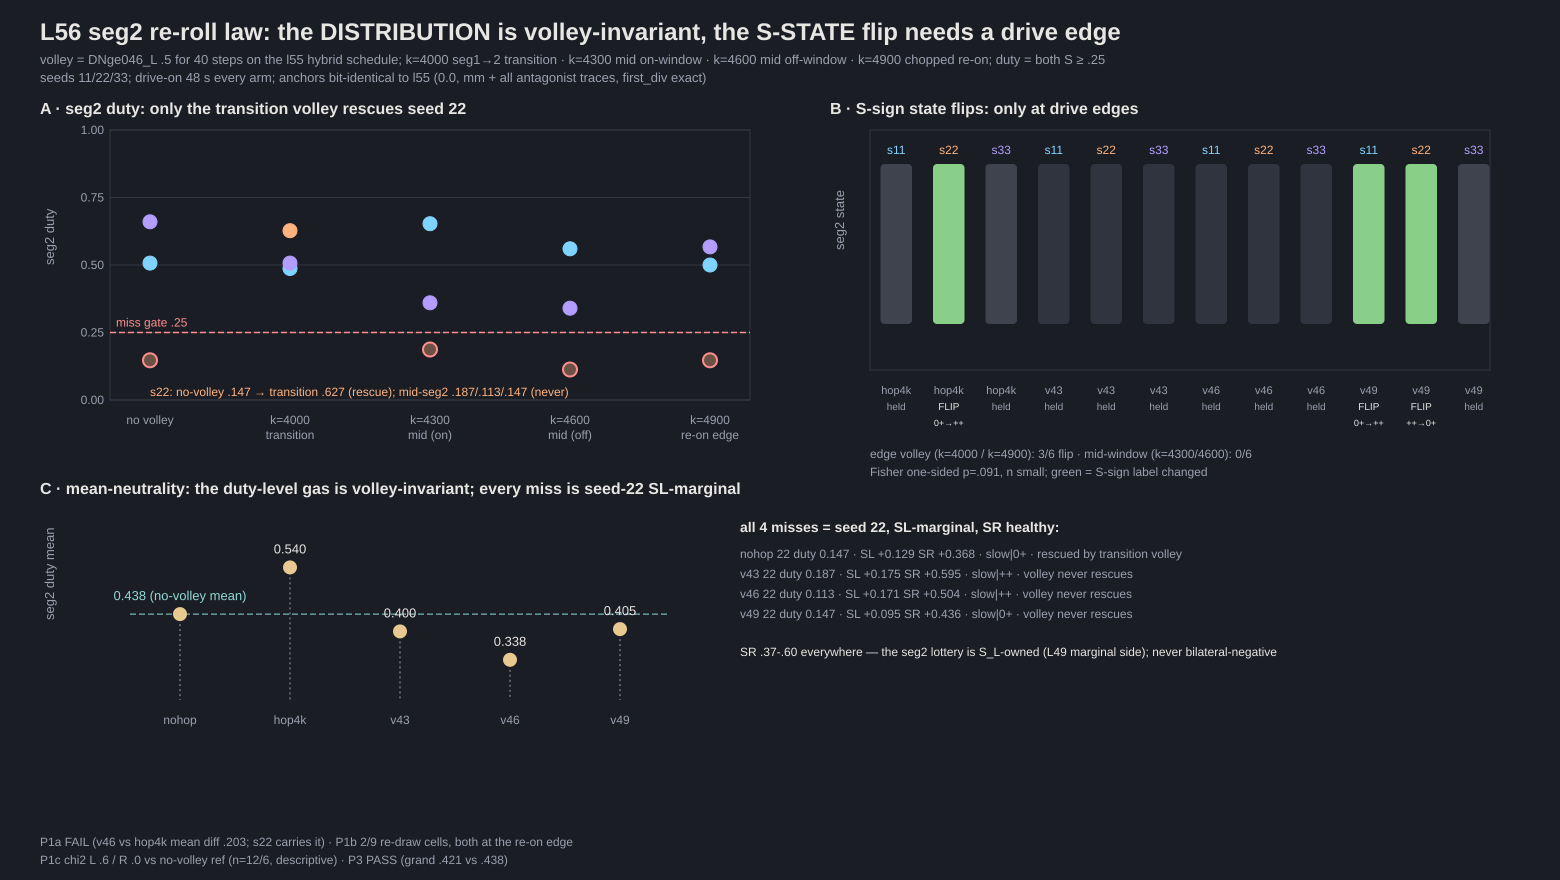 L56 seg2 re-roll law: the DISTRIBUTION is volley-invariant, the S-STATE flip needs a drive edge
volley = DNge046_L .5 for 40 steps on the l55 hybrid schedule; k=4000 seg1→2 transition · k=4300 mid on-window · k=4600 mid off-window · k=4900 chopped re-on; duty = both S ≥ .25
seeds 11/22/33; drive-on 48 s every arm; anchors bit-identical to l55 (0.0, mm + all antagonist traces, first_div exact)
A · seg2 duty: only the transition volley rescues seed 22
1.00
0.75
0.50
0.25
0.00
seg2 duty
miss gate .25
s22: no-volley .147 → transition .627 (rescue); mid-seg2 .187/.113/.147 (never)
no volley
k=4000
transition
k=4300
mid (on)
k=4600
mid (off)
k=4900
re-on edge
B · S-sign state flips: only at drive edges
seg2 state
s11 s22 s33 s11 s22 s33 s11 s22 s33 s11 s22 s33
hop4k hop4k hop4k v43 v43 v43 v46 v46 v46 v49 v49 v49
held FLIP held held held held held held held FLIP FLIP held
0+→++ 0+→++ ++→0+
edge volley (k=4000 / k=4900): 3/6 flip · mid-window (k=4300/4600): 0/6
Fisher one-sided p=.091, n small; green = S-sign label changed
C · mean-neutrality: the duty-level gas is volley-invariant; every miss is seed-22 SL-marginal
seg2 duty mean
0.438 (no-volley mean)
0.540
0.400
0.338
0.405
nohop
hop4k
v43
v46
v49
all 4 misses = seed 22, SL-marginal, SR healthy:
nohop 22 duty 0.147 · SL +0.129 SR +0.368 · slow|0+ · rescued by transition volley
v43 22 duty 0.187 · SL +0.175 SR +0.595 · slow|++ · volley never rescues
v46 22 duty 0.113 · SL +0.171 SR +0.504 · slow|++ · volley never rescues
v49 22 duty 0.147 · SL +0.095 SR +0.436 · slow|0+ · volley never rescues
SR .37-.60 everywhere — the seg2 lottery is S_L-owned (L49 marginal side); never bilateral-negative
P1a FAIL (v46 vs hop4k mean diff .203; s22 carries it) · P1b 2/9 re-draw cells, both at the re-on edge
P1c chi2 L .6 / R .0 vs no-volley ref (n=12/6, descriptive) · P3 PASS (grand .421 vs .438)